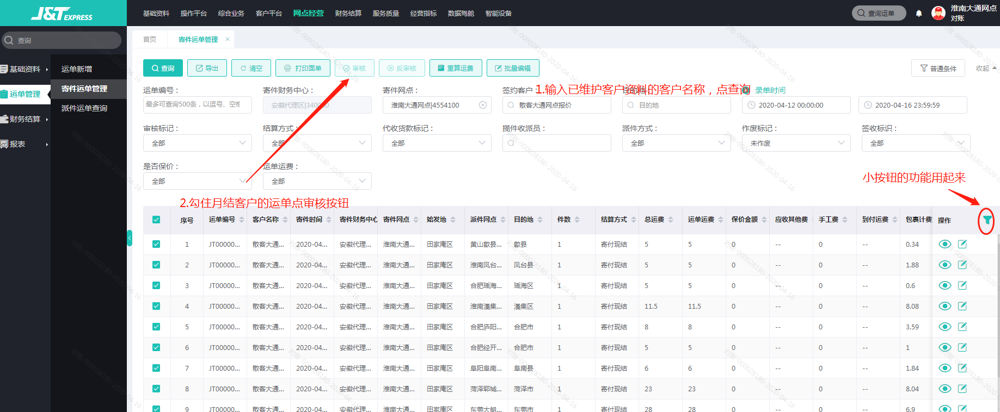 J&T EXPRESS
基础资料 操作平台 综合业务 客户平台 网点经营 财务结算 服务质量 经营指标 数据驾舱 智能设备
查询运单
淮南大通网点
对账
查询
基础资料
运单管理
财务结算
报表
运单新增
寄件运单管理
派件运单查询
首页 寄件运单管理 ×
查询 导出 清空 打印面单 审核 反审核 重算运费 批量编辑 普通条件 收起
运单编号： 寄件财务中心： 寄件网点： 签约客户： 录单时间
1.输入已维护客户资料的客户名称，点查询
最多可查询500条，以逗号、空格 安徽代理区|340000 淮南大通网点|4554100 散客大通网点报价 目的地 2020-04-12 00:00:00 2020-04-16 23:59:59
审核标记： 结算方式： 代收货款标记： 揽件收派员： 派件方式： 作废标记： 签收标识：
全部 全部 全部 全部 未作废 全部
是否保价： 运单运费：
全部 全部
小按钮的功能用起来
2.勾住月结客户的运单点审核按钮
序号 运单编号 客户名称 寄件时间 寄件财务中心 寄件网点 始发地 派件网点 目的地 件数 结算方式 总运费 运单运费 保价金额 应收其他费 手工费 到付运费 包裹计费 操作
1 JT00000... 散客大通... 2020-04... 安徽代理... 淮南大通... 田家庵区 黄山歙县... 歙县 1 寄付现结 5 5 0 -- 0 -- 0.34
2 JT00000... 散客大通... 2020-04... 安徽代理... 淮南大通... 田家庵区 淮南凤台... 凤台县 1 寄付现结 5 5 0 -- 0 -- 1.88
3 JT00000... 散客大通... 2020-04... 安徽代理... 淮南大通... 田家庵区 合肥瑶海... 瑶海区 1 寄付现结 5 5 0 -- 0 -- 0.6
4 JT00000... 散客大通... 2020-04... 安徽代理... 淮南大通... 田家庵区 淮南潘集... 潘集区 1 寄付现结 11.5 11.5 0 -- 0 -- 8.08
5 JT00000... 散客大通... 2020-04... 安徽代理... 淮南大通... 田家庵区 合肥庐阳... 合肥市 1 寄付现结 8 8 0 -- 0 -- 3.59
6 JT00000... 散客大通... 2020-04... 安徽代理... 淮南大通... 田家庵区 合肥经开... 合肥市 1 寄付现结 5 5 0 -- 0 -- 1
7 JT00000... 散客大通... 2020-04... 安徽代理... 淮南大通... 田家庵区 阜阳阜南... 阜南县 1 寄付现结 6 6 0 -- 0 -- 1.84
8 JT00000... 散客大通... 2020-04... 安徽代理... 淮南大通... 田家庵区 菏泽郓城... 菏泽市 1 寄付现结 23 23 0 -- 0 -- 8.04
9 JT00000... 散客大通... 2020-04... 安徽代理... 淮南大通... 田家庵区 东莞大朗... 东莞市 1 寄付现结 28 28 0 -- 0 -- 6.9
对账-000028180-2020-04-16